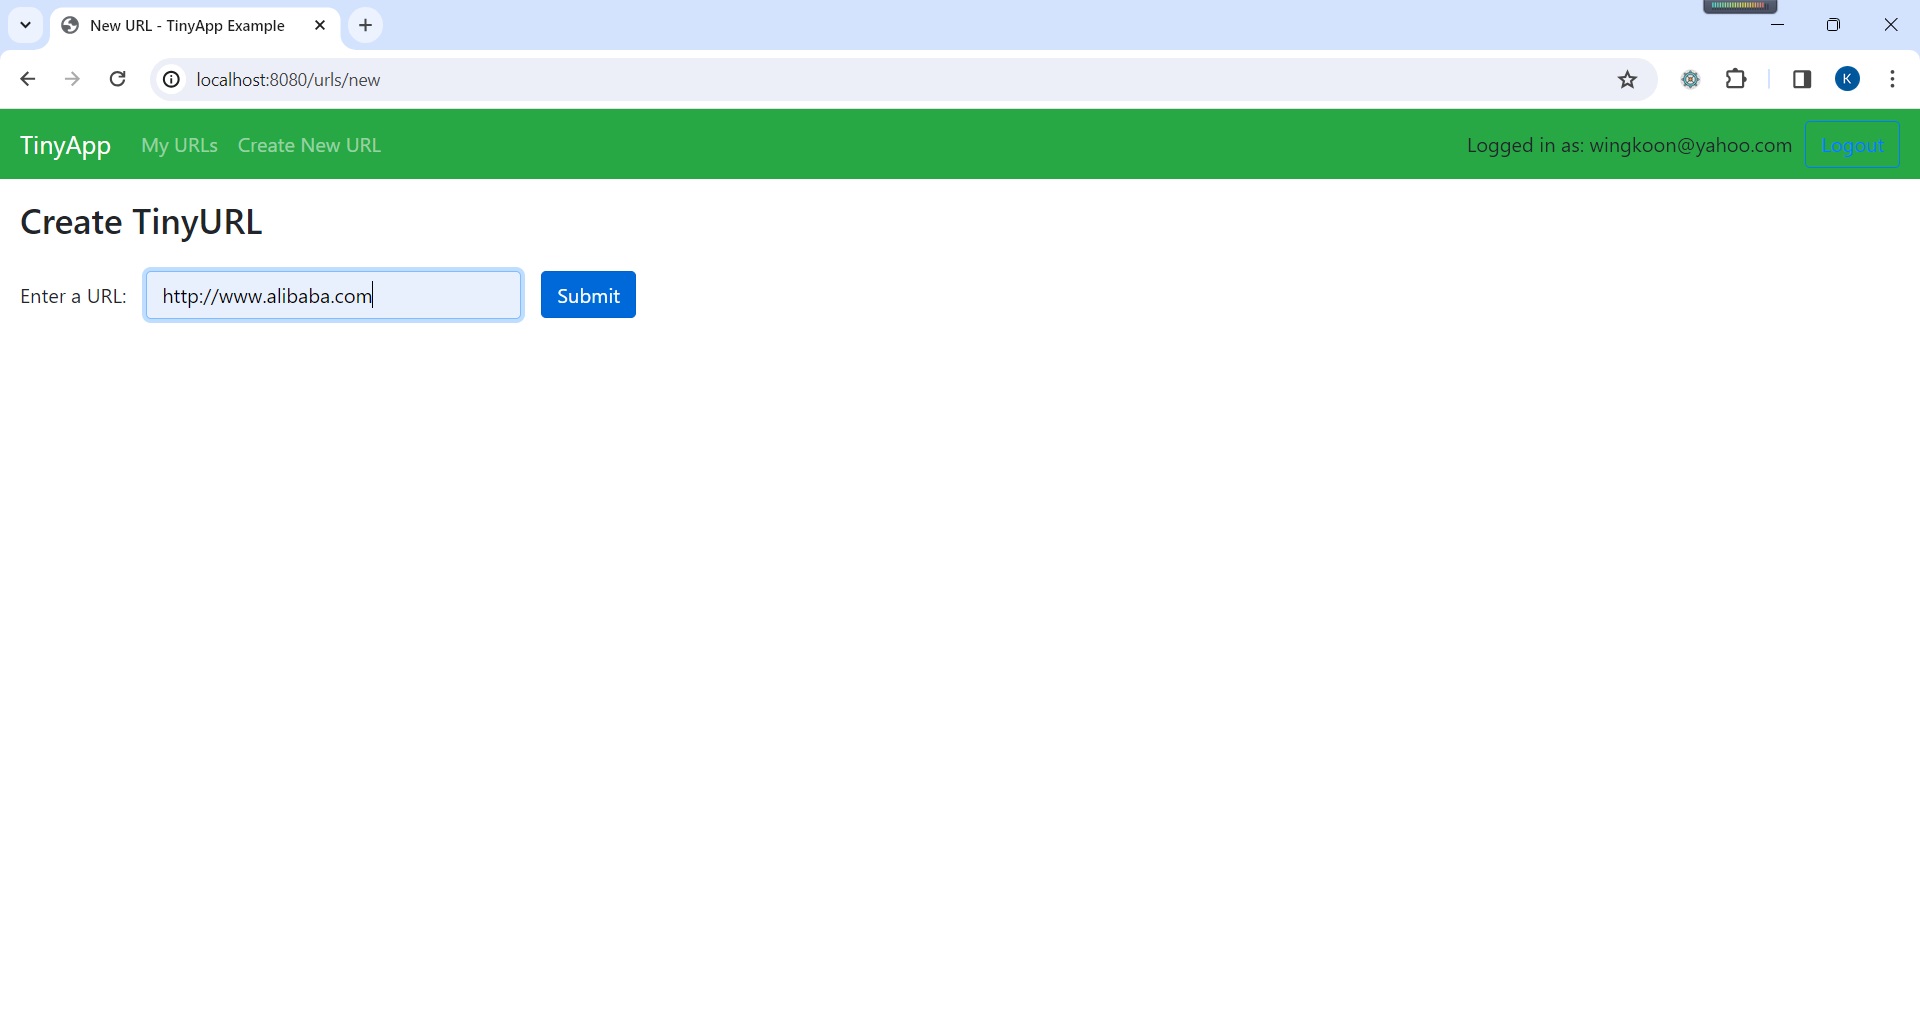 New URL - TinyApp Example
localhost:8080/urls/new
K
TinyApp My URLs Create New URL Logged in as: wingkoon@yahoo.com Logout
Create TinyURL
Enter a URL: http://www.alibaba.com Submit